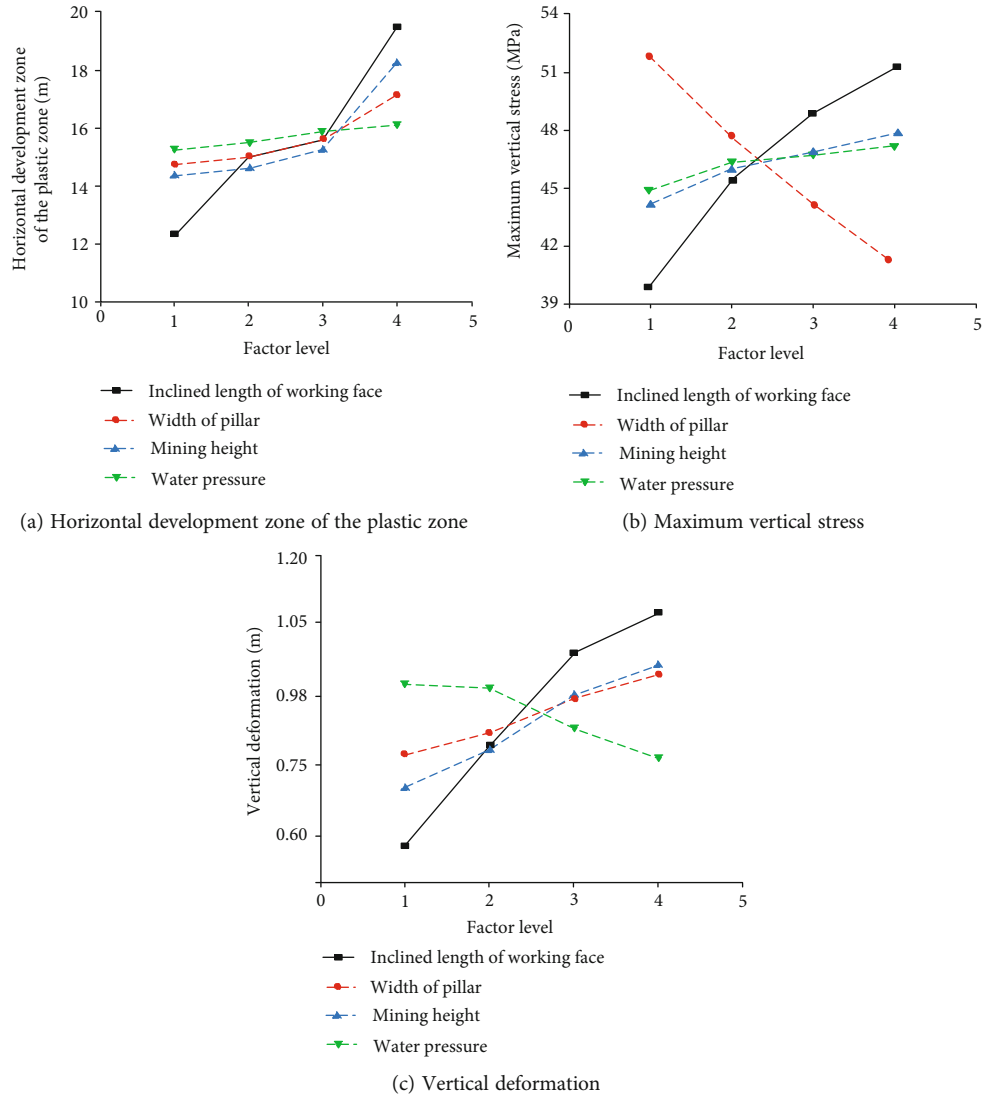 20
18
16
14
12
10
0
1
2
3
4
5
Horizontal development zone
of the plastic zone (m)
Factor level
Inclined length of working face
Width of pillar
Mining height
Water pressure
(a) Horizontal development zone of the plastic zone
54
51
48
45
42
39
0
1
2
3
4
5
Maximum vertical stress (MPa)
Factor level
Inclined length of working face
Width of pillar
Mining height
Water pressure
(b) Maximum vertical stress
1.20
1.05
0.98
0.75
0.60
0
1
2
3
4
5
Vertical deformation (m)
Factor level
Inclined length of working face
Width of pillar
Mining height
Water pressure
(c) Vertical deformation